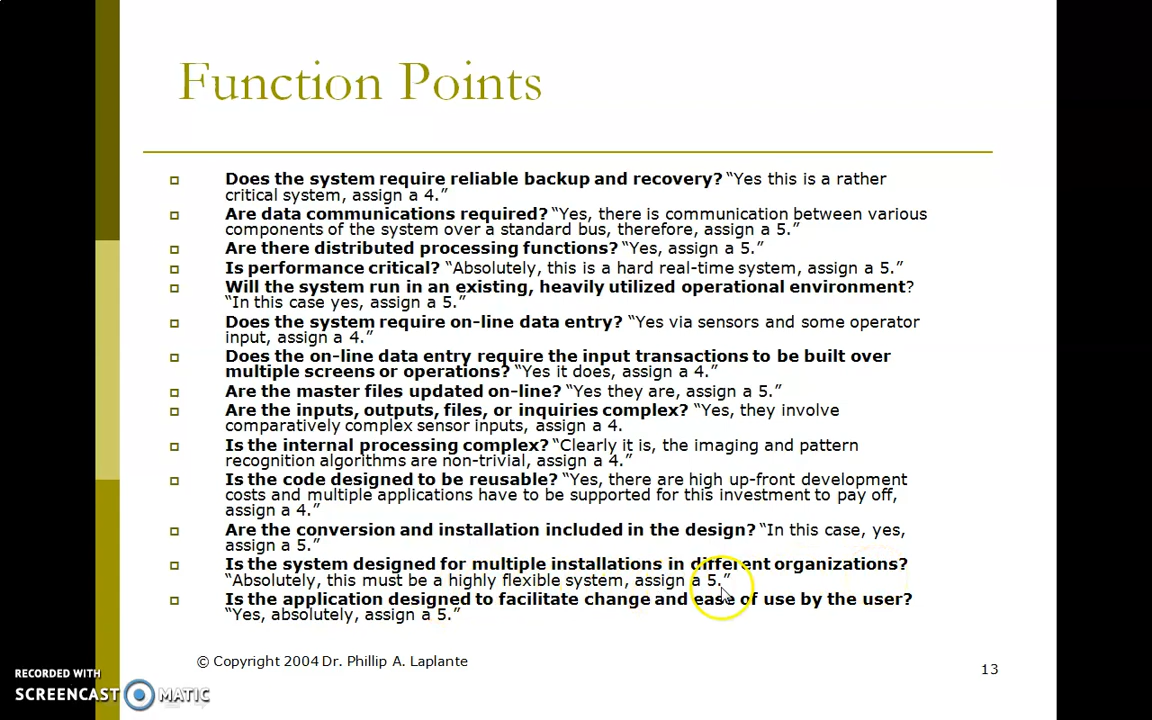 Function Points
Does the system require reliable backup and recovery? “Yes this is a rather
critical system, assign a 4.”
Are data communications required? “Yes, there is communication between various
components of the system over a standard bus, therefore, assign a 5.”
Are there distributed processing functions? “Yes, assign a 5.”
Is performance critical? “Absolutely, this is a hard real-time system, assign a 5.”
Will the system run in an existing, heavily utilized operational environment?
“In this case yes, assign a 5.”
Does the system require on-line data entry? “Yes via sensors and some operator
input, assign a 4.”
Does the on-line data entry require the input transactions to be built over
multiple screens or operations? “Yes it does, assign a 4.”
Are the master files updated on-line? “Yes they are, assign a 5.”
Are the inputs, outputs, files, or inquiries complex? “Yes, they involve
comparatively complex sensor inputs, assign a 4.
Is the internal processing complex? “Clearly it is, the imaging and pattern
recognition algorithms are non-trivial, assign a 4.”
Is the code designed to be reusable? “Yes, there are high up-front development
costs and multiple applications have to be supported for this investment to pay off,
assign a 4.”
Are the conversion and installation included in the design? “In this case, yes,
assign a 5.”
Is the system designed for multiple installations in different organizations?
“Absolutely, this must be a highly flexible system, assign a 5.”
Is the application designed to facilitate change and ease of use by the user?
“Yes, absolutely, assign a 5.”
© Copyright 2004 Dr. Phillip A. Laplante
13
RECORDED WITH
SCREENCAST MATIC